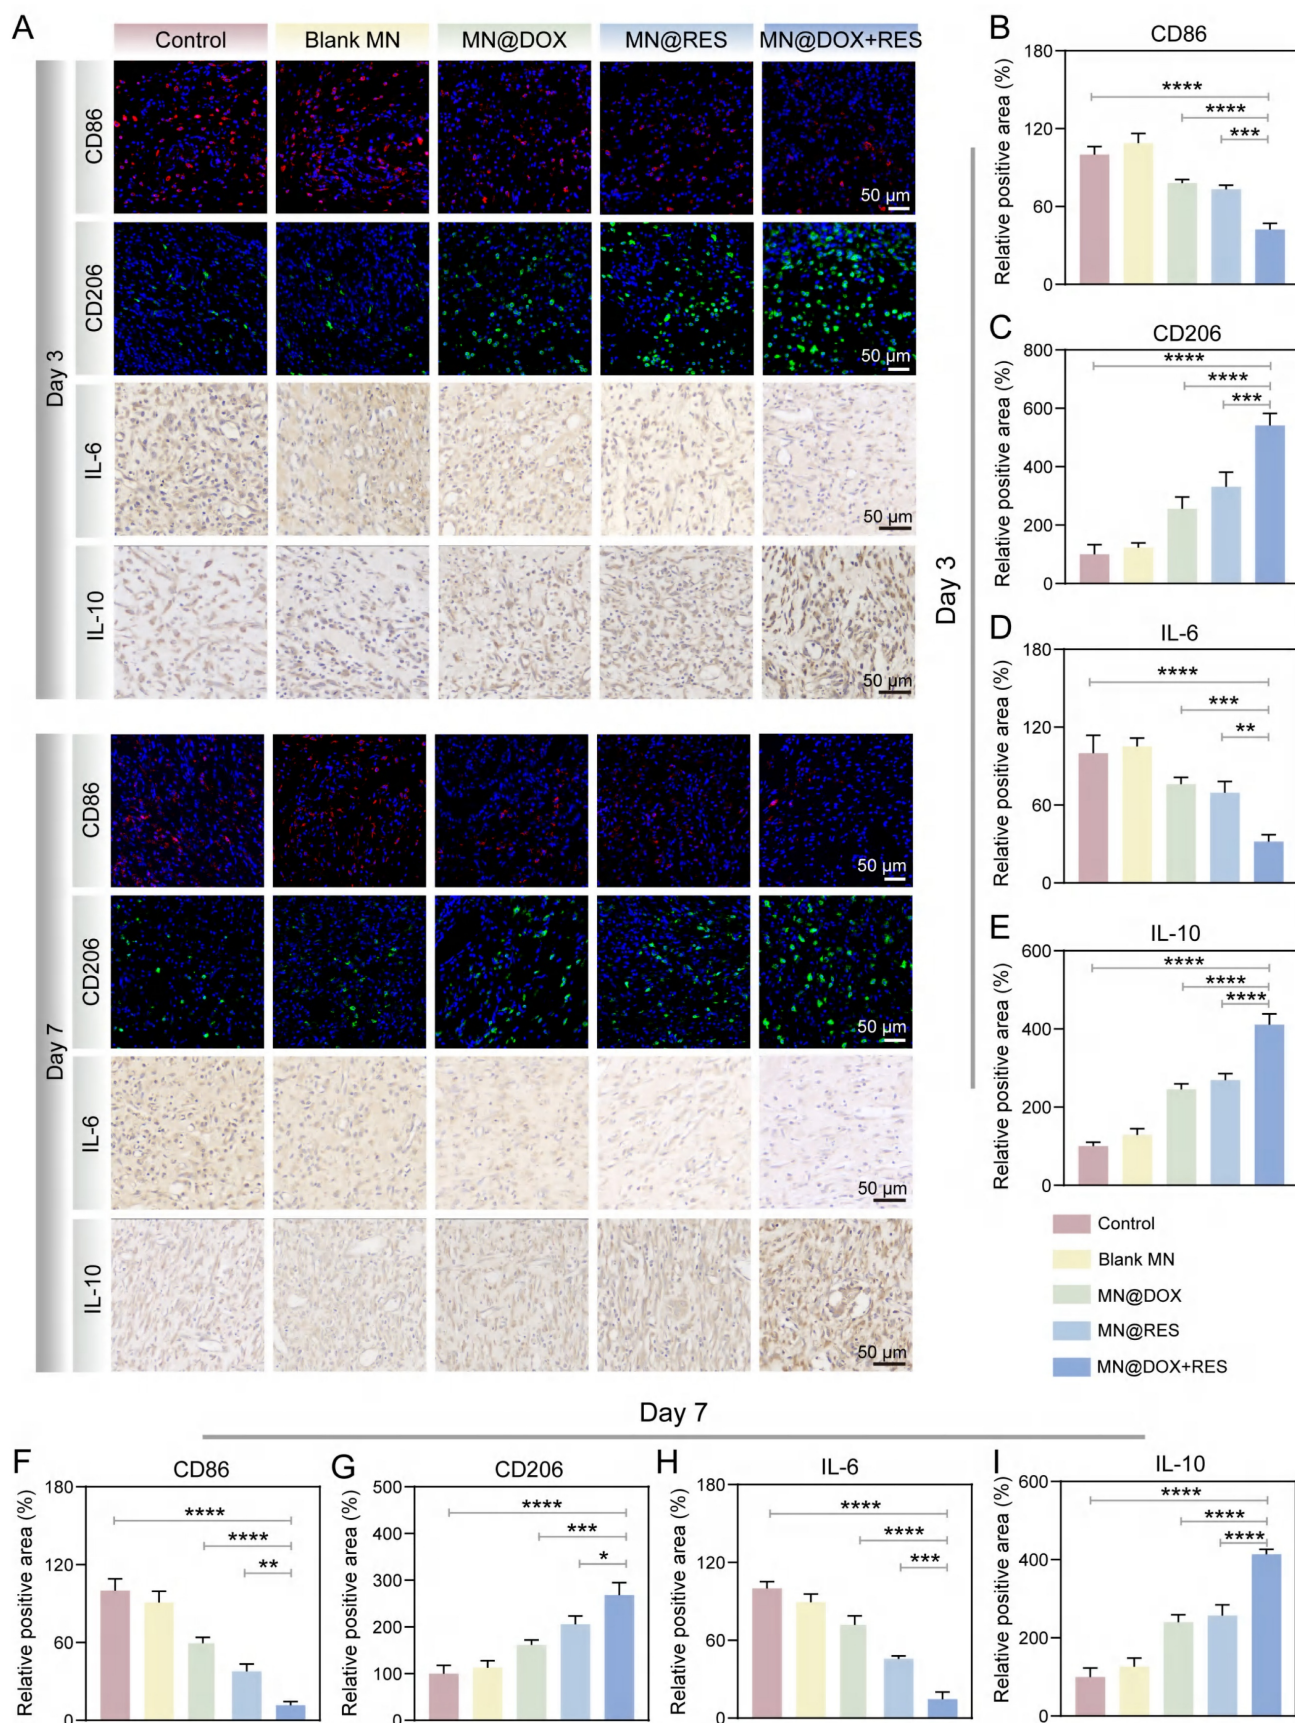 A
Control
Blank MN
MN@DOX
MN@RES
MN@DOX+RES
Day 3
CD86
50 μm
CD206
50 μm
IL-6
50 μm
IL-10
50 μm
Day 7
CD86
50 μm
CD206
50 μm
IL-6
50 μm
IL-10
50 μm
Day 3
B
CD86
Relative positive area (%)
180
120
60
0
****
****
***
C
CD206
Relative positive area (%)
800
600
400
200
0
****
****
***
D
IL-6
Relative positive area (%)
180
120
60
0
****
***
**
E
IL-10
Relative positive area (%)
600
400
200
0
****
****
****
Control
Blank MN
MN@DOX
MN@RES
MN@DOX+RES
Day 7
F
CD86
Relative positive area (%)
180
120
60
0
****
****
**
G
CD206
Relative positive area (%)
500
400
300
200
100
0
****
***
*
H
IL-6
Relative positive area (%)
180
120
60
0
****
****
***
I
IL-10
Relative positive area (%)
600
400
200
0
****
****
****